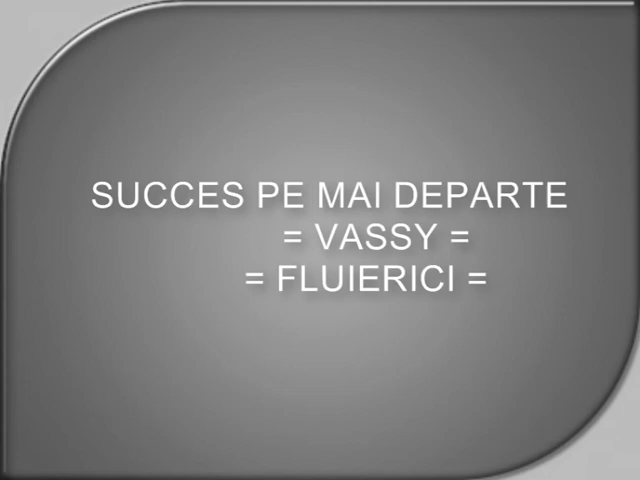 SUCCES PE MAI DEPARTE
= VASSY =
= FLUIERICI =